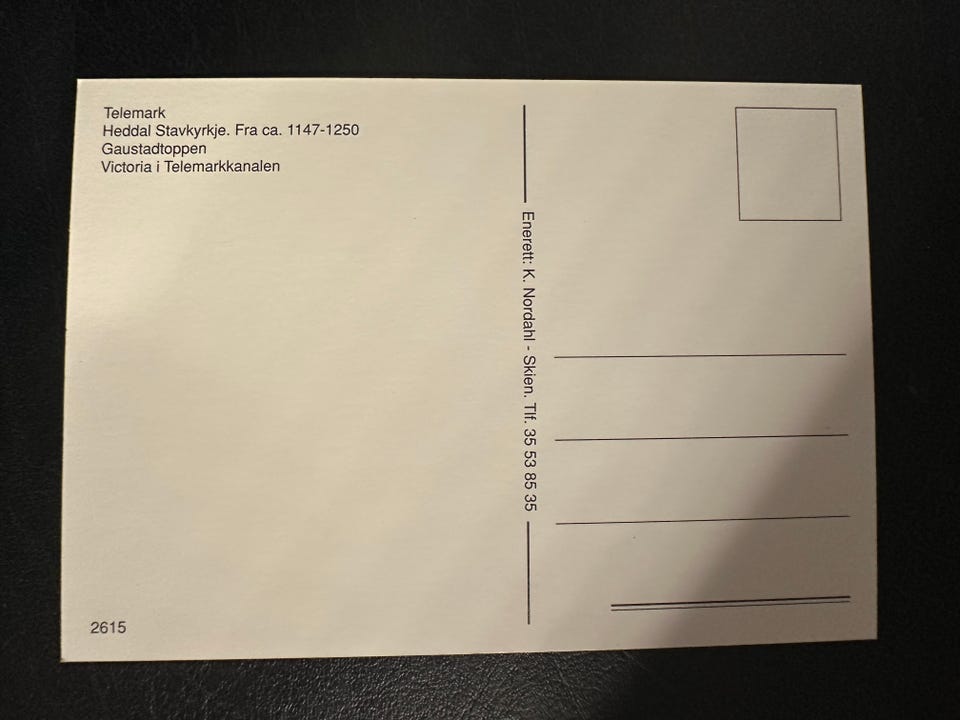 Telemark
Heddal Stavkyrkje. Fra ca. 1147-1250
Gaustadtoppen
Victoria i Telemarkkanalen
Enerett: K. Nordahl - Skien. Tlf. 35 53 85 35
2615